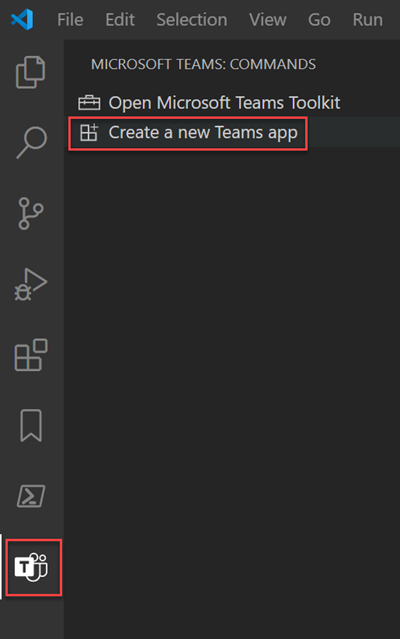 File Edit Selection View Go Run
MICROSOFT TEAMS: COMMANDS
Open Microsoft Teams Toolkit
Create a new Teams app
T